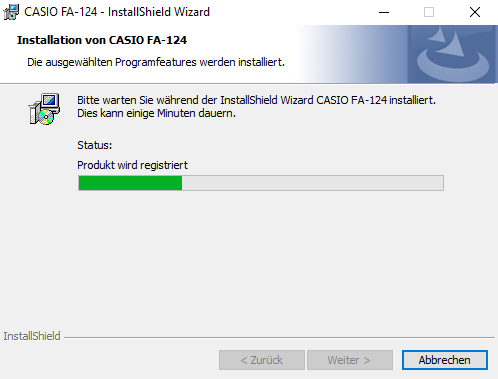 CASIO FA-124 - InstallShield Wizard
Installation von CASIO FA-124
Die ausgewählten Programfeatures werden installiert.
Bitte warten Sie während der InstallShield Wizard CASIO FA-124 installiert.
Dies kann einige Minuten dauern.
Status:
Produkt wird registriert
InstallShield
< Zurück
Weiter >
Abbrechen